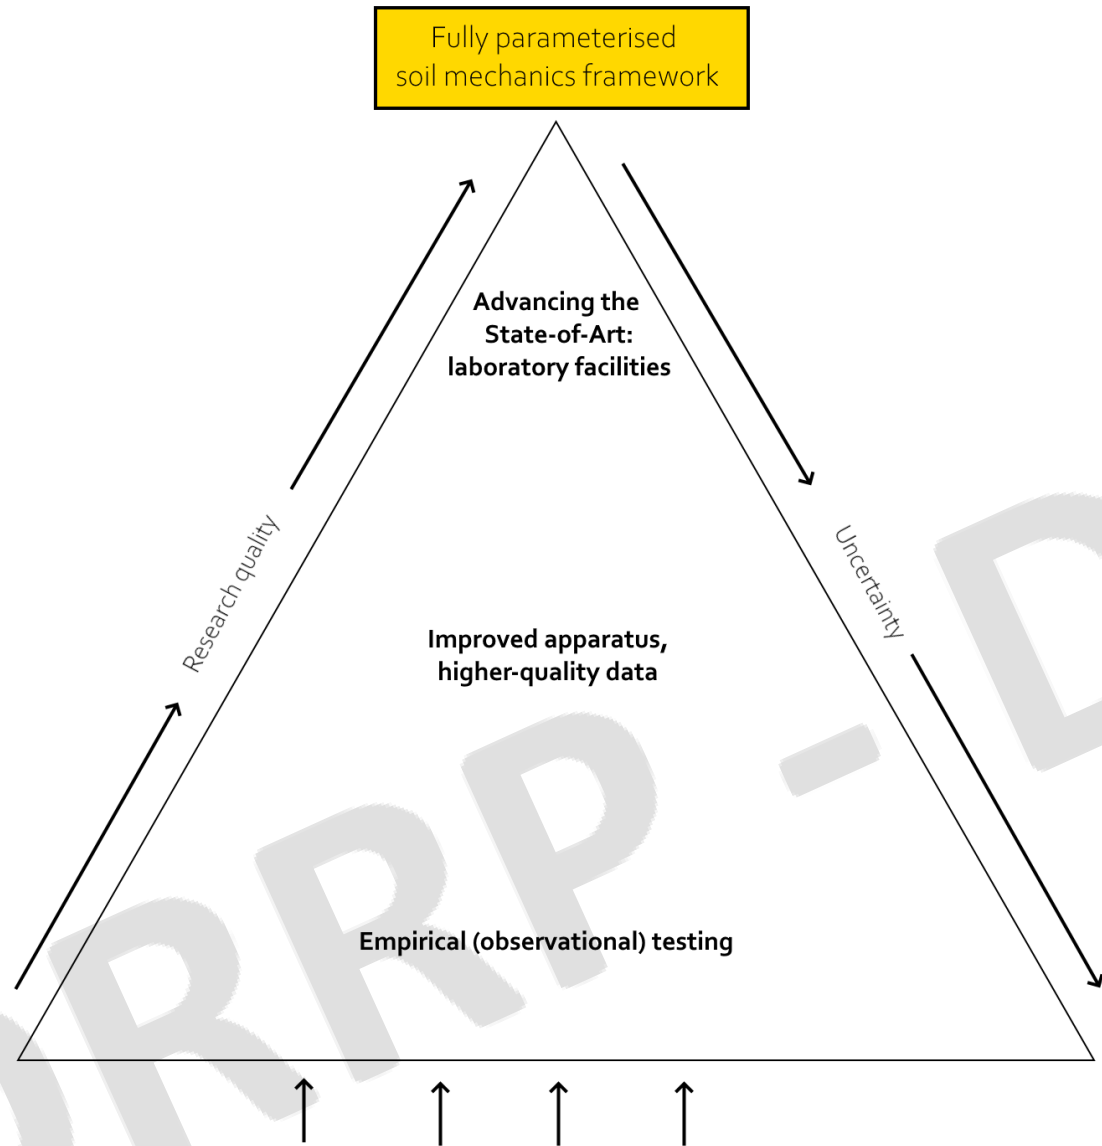 Fully parameterised
soil mechanics framework
Advancing the
State-of-Art:
laboratory facilities
Research quality
Uncertainty
Improved apparatus,
higher-quality data
Empirical (observational) testing
RRP - D